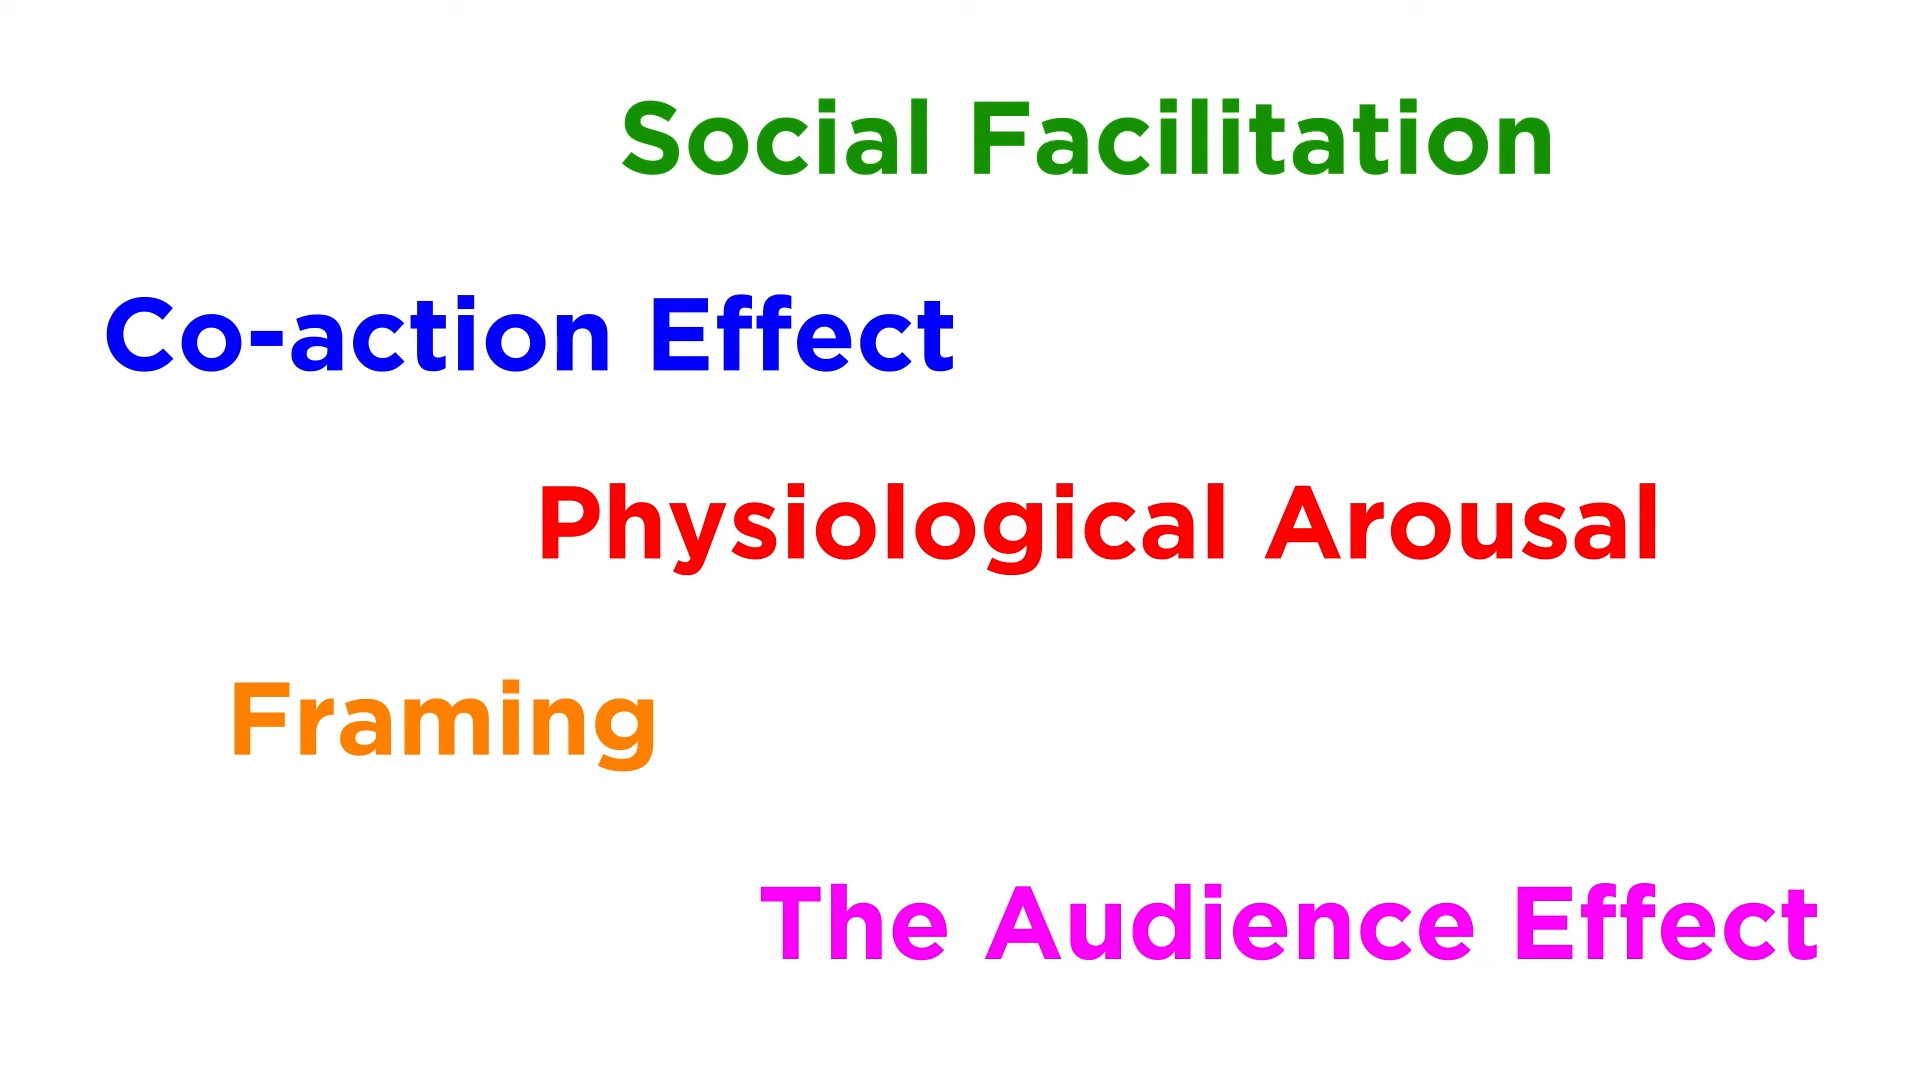 Social Facilitation
Co-action Effect
Physiological Arousal
Framing
The Audience Effect